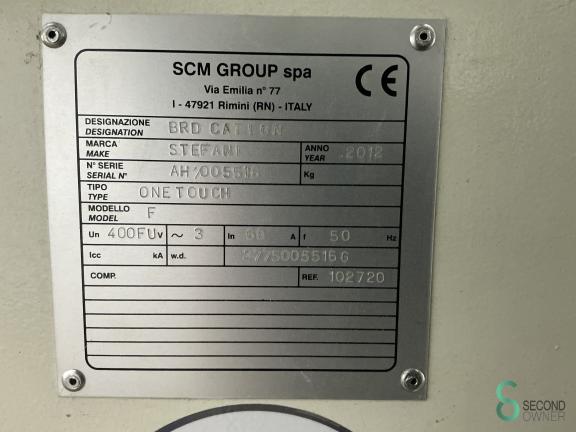 SCM GROUP spa
Via Emilia n° 77
I - 47921 Rimini (RN) - ITALY
CE
DESIGNAZIONE
DESIGNATION
MARCA
MAKE STEFANI ANNO
YEAR 2012
N° SERIE
SERIAL N° Kg
TIPO
TYPE ONE TOUCH
MODELLO
MODEL F
Un 400FU V ~ 3 In A f 50 Hz
Icc kA w.d.
COMP. REF. 102720
SECOND
OWNER